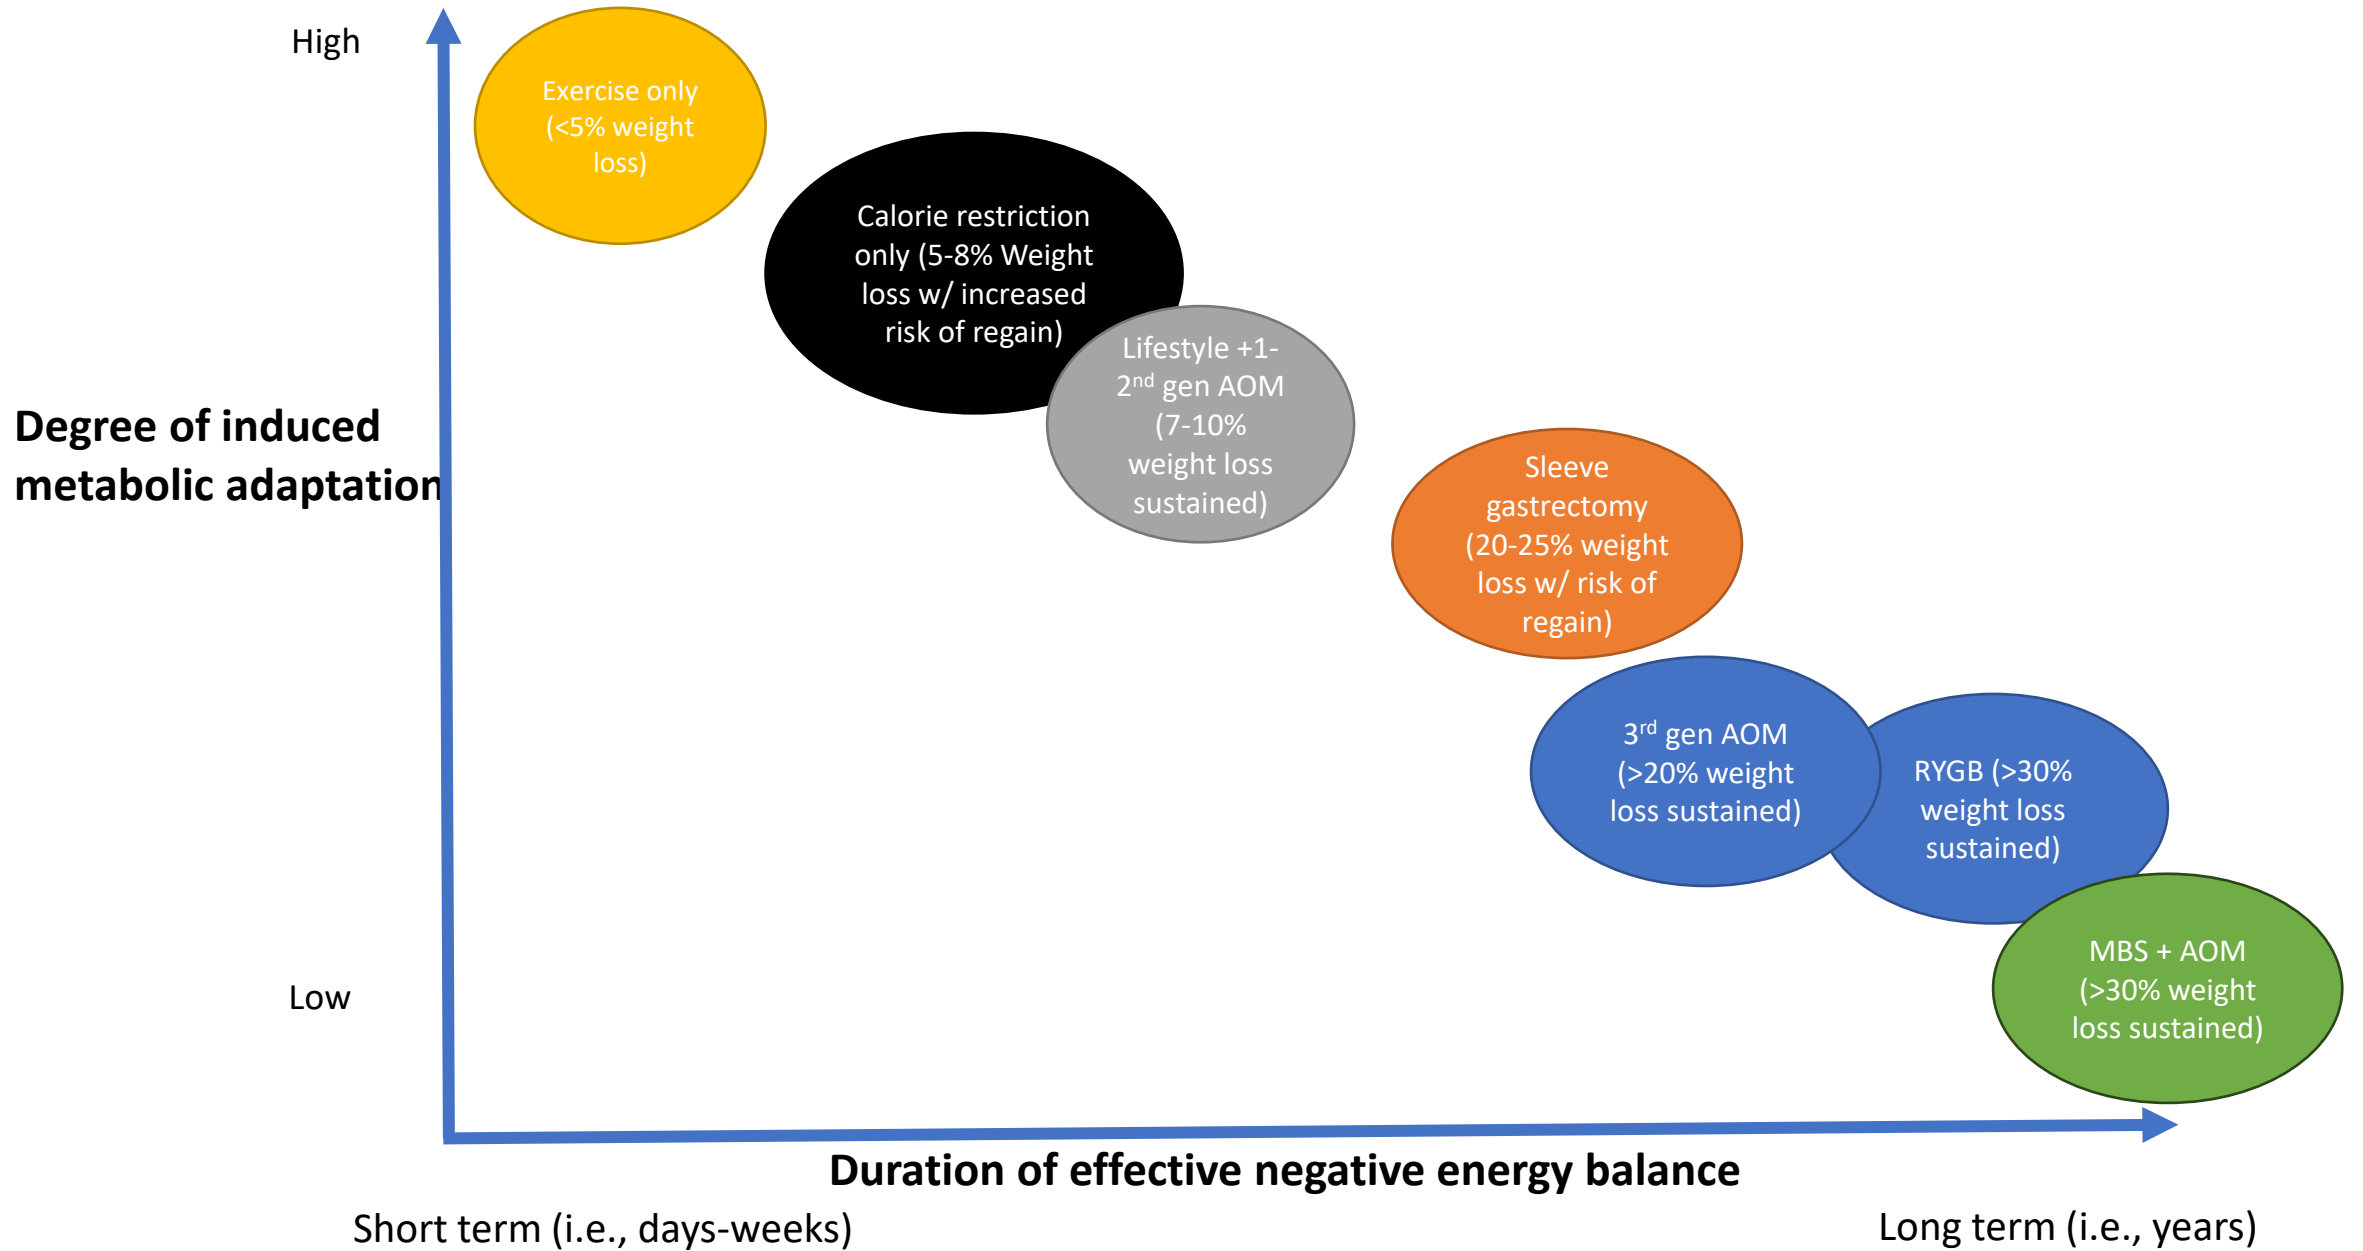 High
Exercise only
(<5% weight
loss)
Calorie restriction
only (5-8% Weight
loss w/ increased
risk of regain)
Lifestyle +1-
2nd gen AOM
(7-10%
weight loss
sustained)
Degree of induced
metabolic adaptation
Sleeve
gastrectomy
(20-25% weight
loss w/ risk of
regain)
3rd gen AOM
(>20% weight
loss sustained)
RYGB (>30%
weight loss
sustained)
MBS + AOM
(>30% weight
loss sustained)
Low
Duration of effective negative energy balance
Short term (i.e., days-weeks)
Long term (i.e., years)